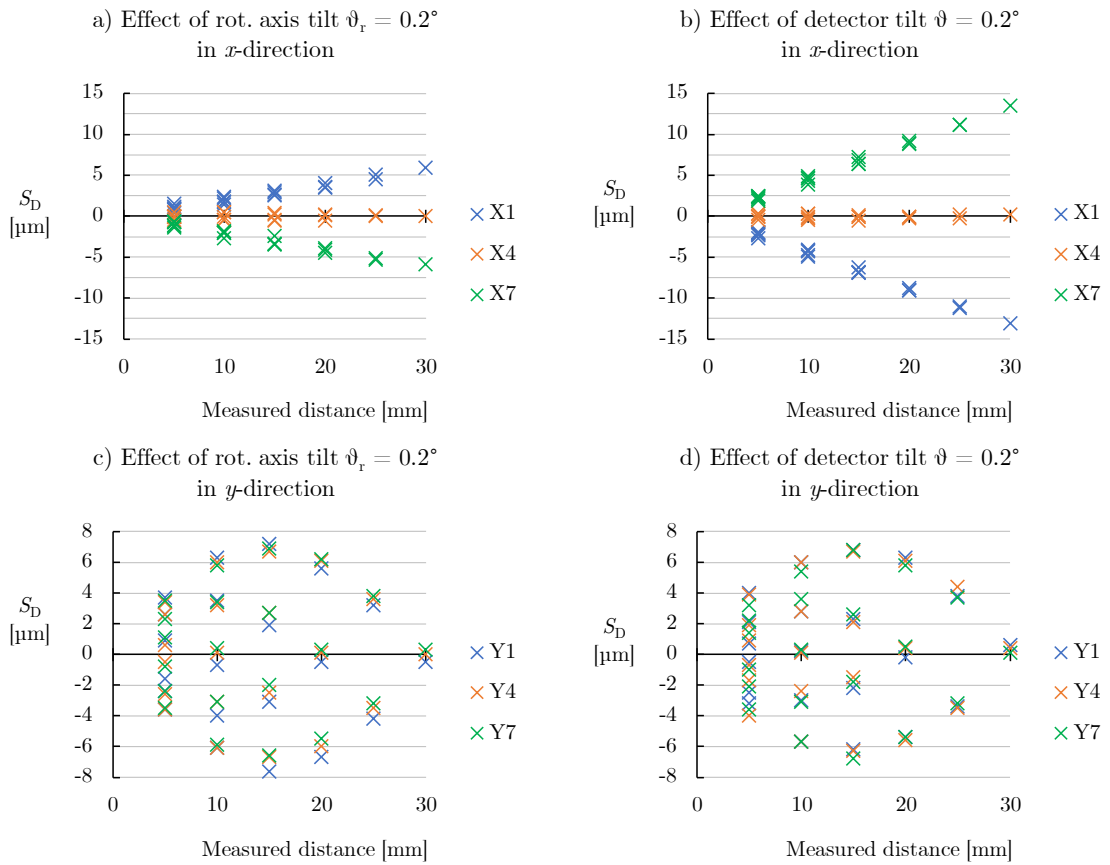 a) Effect of rot. axis tilt ϑr = 0.2°
in x-direction
15
10
5
0
-5
-10
-15
SD
[µm]
0
10
20
30
Measured distance [mm]
X1
X4
X7
b) Effect of detector tilt ϑ = 0.2°
in x-direction
15
10
5
0
-5
-10
-15
SD
[µm]
0
10
20
30
Measured distance [mm]
X1
X4
X7
c) Effect of rot. axis tilt ϑr = 0.2°
in y-direction
8
6
4
2
0
-2
-4
-6
-8
SD
[µm]
0
10
20
30
Measured distance [mm]
Y1
Y4
Y7
d) Effect of detector tilt ϑ = 0.2°
in y-direction
8
6
4
2
0
-2
-4
-6
-8
SD
[µm]
0
10
20
30
Measured distance [mm]
Y1
Y4
Y7